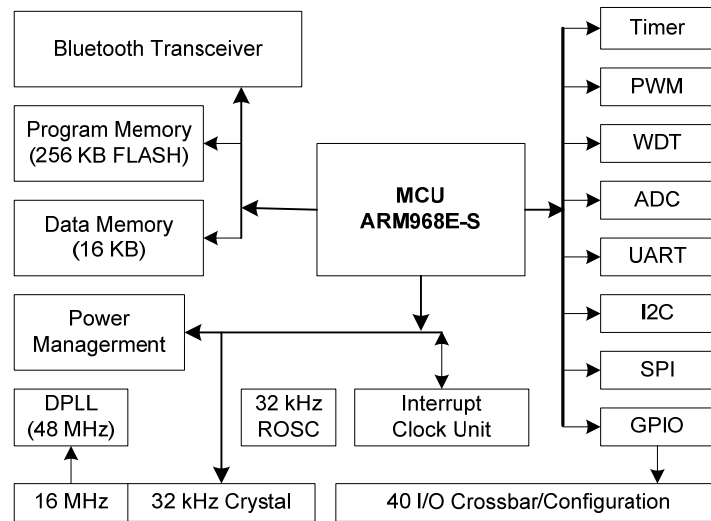 Bluetooth Transceiver
Program Memory
(256 KB FLASH)
Data Memory
(16 KB)
Power
Managerment
DPLL
(48 MHz)
16 MHz
32 kHz Crystal
32 kHz
ROSC
MCU
ARM968E-S
Interrupt
Clock Unit
Timer
PWM
WDT
ADC
UART
I2C
SPI
GPIO
40 I/O Crossbar/Configuration